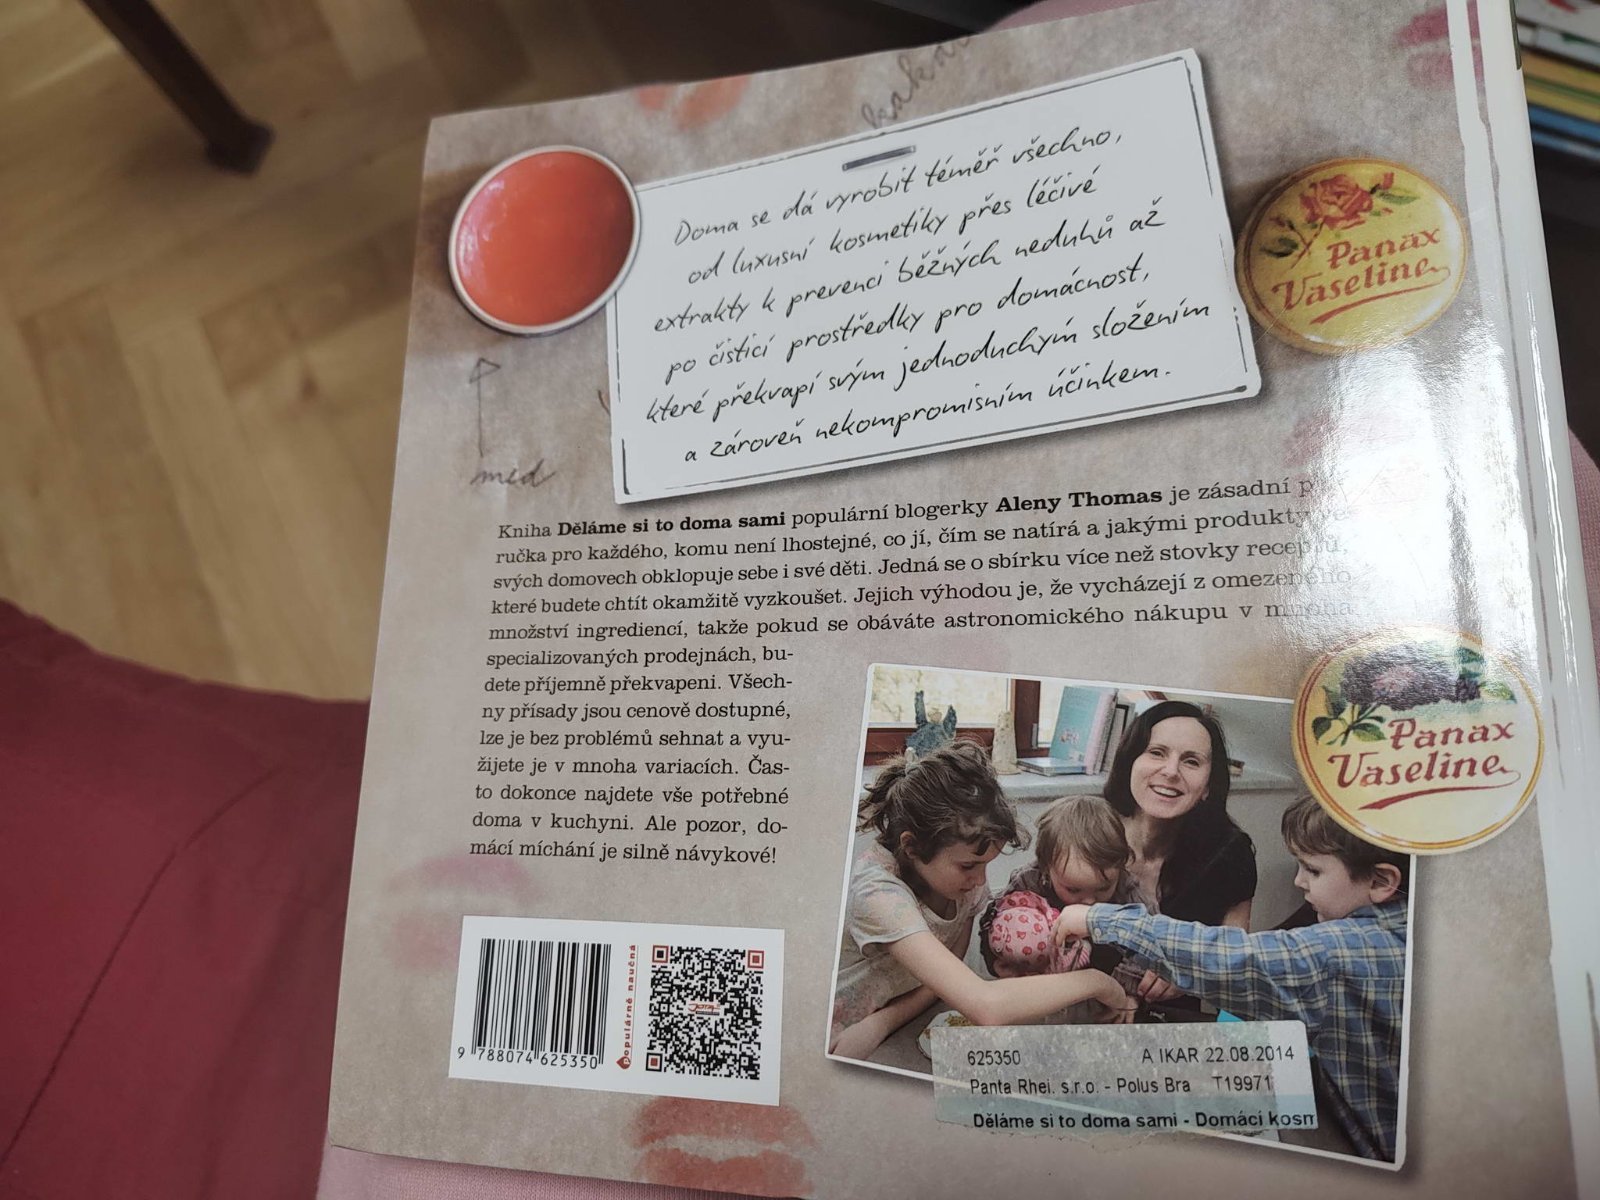 Doma se dá vyrobit téměř všechno,
od luxusní kosmetiky přes léčivé
extrakty k prevenci běžných neduhů až
po čisticí prostředky pro domácnost,
které překvapí svým jednoduchým složením
a zároveň nekompromisním účinkem.
Panax
Vaseline
med
Kniha Děláme si to doma sami populární blogerky Aleny Thomas je zásadní
ručka pro každého, komu není lhostejné, co jí, čím se natírá a jakými produkty ve
svých domovech obklopuje sebe i své děti. Jedná se o sbírku více než stovky receptů,
které budete chtít okamžitě vyzkoušet. Jejich výhodou je, že vycházejí z omezeného
množství ingrediencí, takže pokud se obáváte astronomického nákupu v mnoha
specializovaných prodejnách, bu-
dete příjemně překvapeni. Všech-
ny přísady jsou cenově dostupné,
lze je bez problémů sehnat a vyu-
žijete je v mnoha variacích. Čas-
to dokonce najdete vše potřebné
doma v kuchyni. Ale pozor, do-
mácí míchání je silně návykové!
Panax
Vaseline
populárně naučná
9 788074 625350
625350 A IKAR 22.08.2014
Panta Rhei. s.r.o. - Polus Bra T19971
Děláme si to doma sami - Domácí kosm